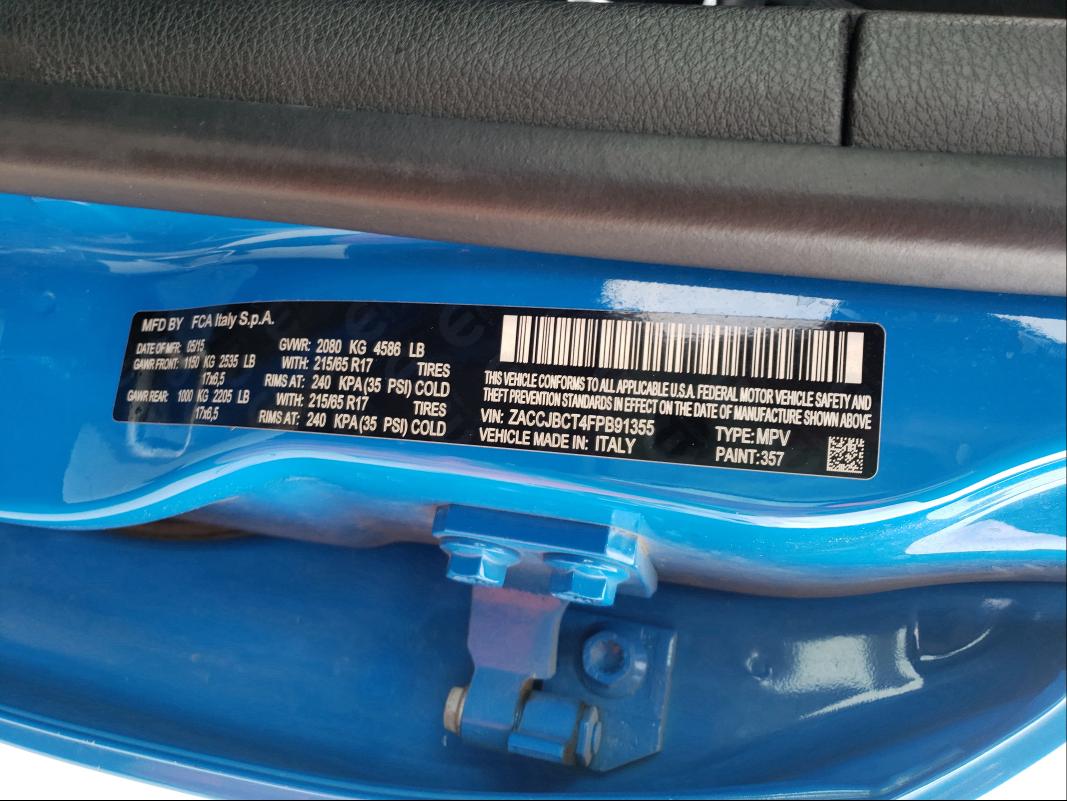 MFD BY FCA Italy S.p.A.
DATE OF MFR: 05/15 GVWR: 2080 KG 4586 LB
GAWR FRONT: 1150 KG 2535 LB WITH: 215/65 R17 TIRES
17x6,5 RIMS AT: 240 KPA(35 PSI) COLD
GAWR REAR: 1000 KG 2205 LB WITH: 215/65 R17 TIRES
17x6,5 RIMS AT: 240 KPA(35 PSI) COLD
THIS VEHICLE CONFORMS TO ALL APPLICABLE U.S.A. FEDERAL MOTOR VEHICLE SAFETY AND
THEFT PREVENTION STANDARDS IN EFFECT ON THE DATE OF MANUFACTURE SHOWN ABOVE
VIN: ZACCJBCT4FPB91355 TYPE: MPV
VEHICLE MADE IN: ITALY PAINT: 357